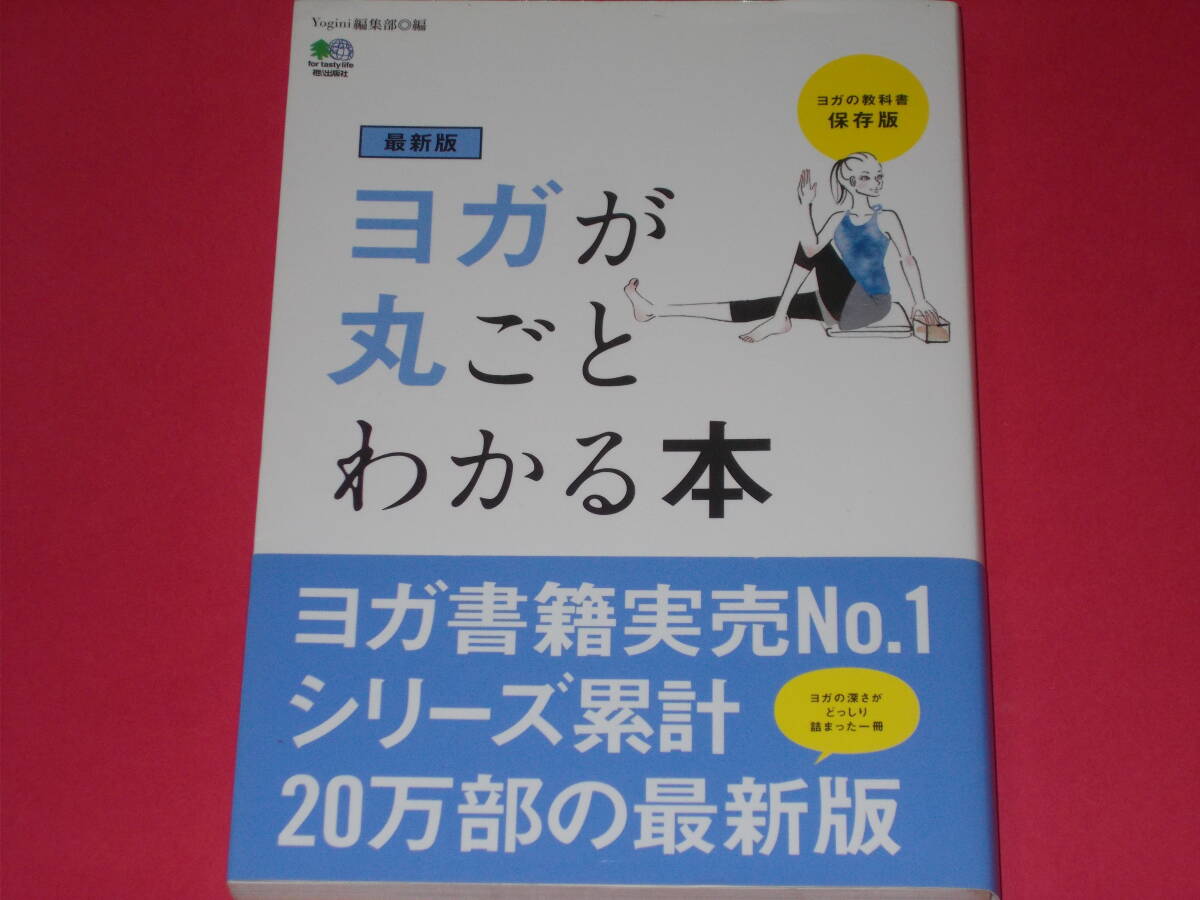 Yogini編集部◎編
for tasty life
枻出版社
ヨガの教科書
保存版
最新版
ヨガが
丸ごと
わかる本
ヨガ書籍実売No.1
シリーズ累計
20万部の最新版
ヨガの深さが
どっしり
詰まった一冊